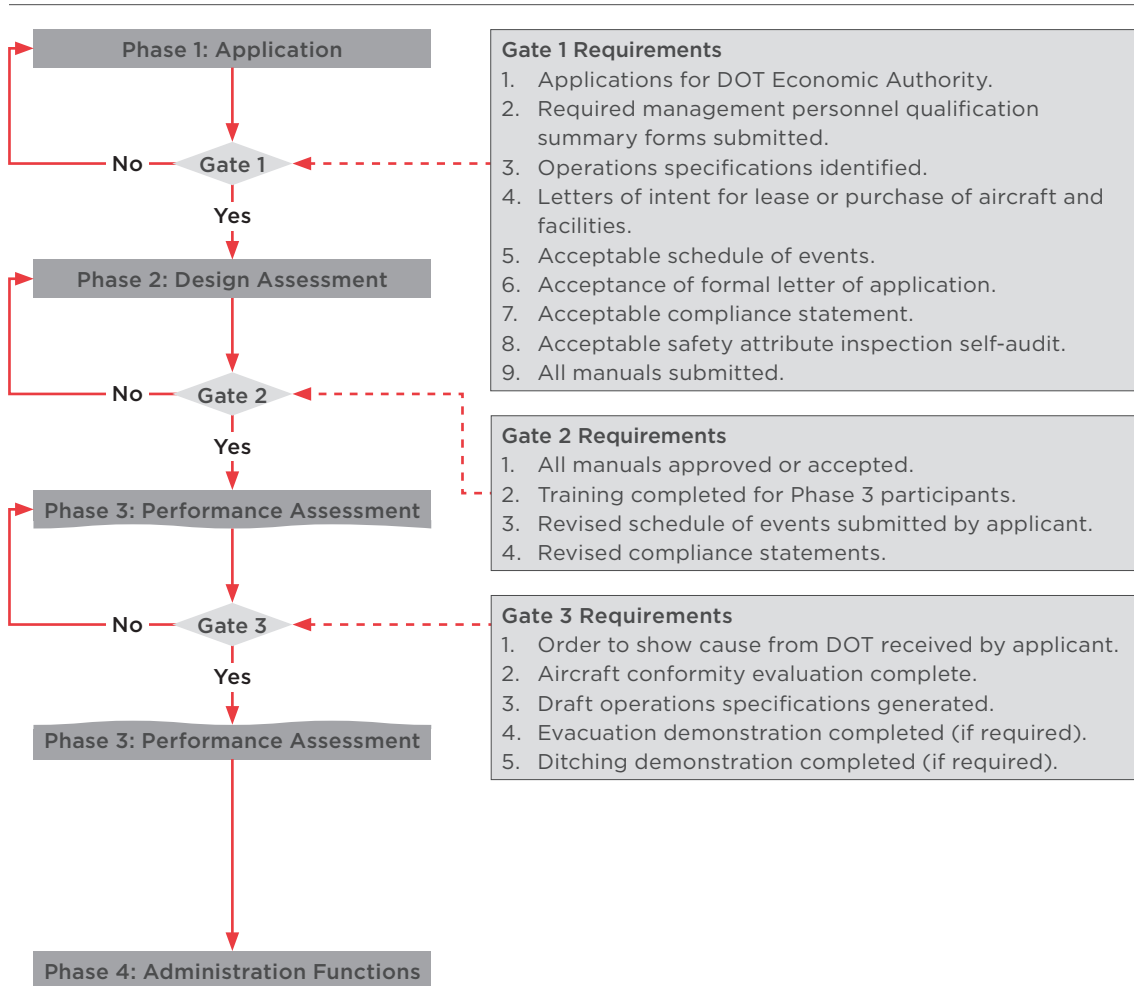 Phase 1: Application
No
Gate 1
Yes
Phase 2: Design Assessment
No
Gate 2
Yes
Phase 3: Performance Assessment
No
Gate 3
Yes
Phase 3: Performance Assessment
Phase 4: Administration Functions
Gate 1 Requirements
1. Applications for DOT Economic Authority.
2. Required management personnel qualification
summary forms submitted.
3. Operations specifications identified.
4. Letters of intent for lease or purchase of aircraft and
facilities.
5. Acceptable schedule of events.
6. Acceptance of formal letter of application.
7. Acceptable compliance statement.
8. Acceptable safety attribute inspection self-audit.
9. All manuals submitted.
Gate 2 Requirements
1. All manuals approved or accepted.
2. Training completed for Phase 3 participants.
3. Revised schedule of events submitted by applicant.
4. Revised compliance statements.
Gate 3 Requirements
1. Order to show cause from DOT received by applicant.
2. Aircraft conformity evaluation complete.
3. Draft operations specifications generated.
4. Evacuation demonstration completed (if required).
5. Ditching demonstration completed (if required).